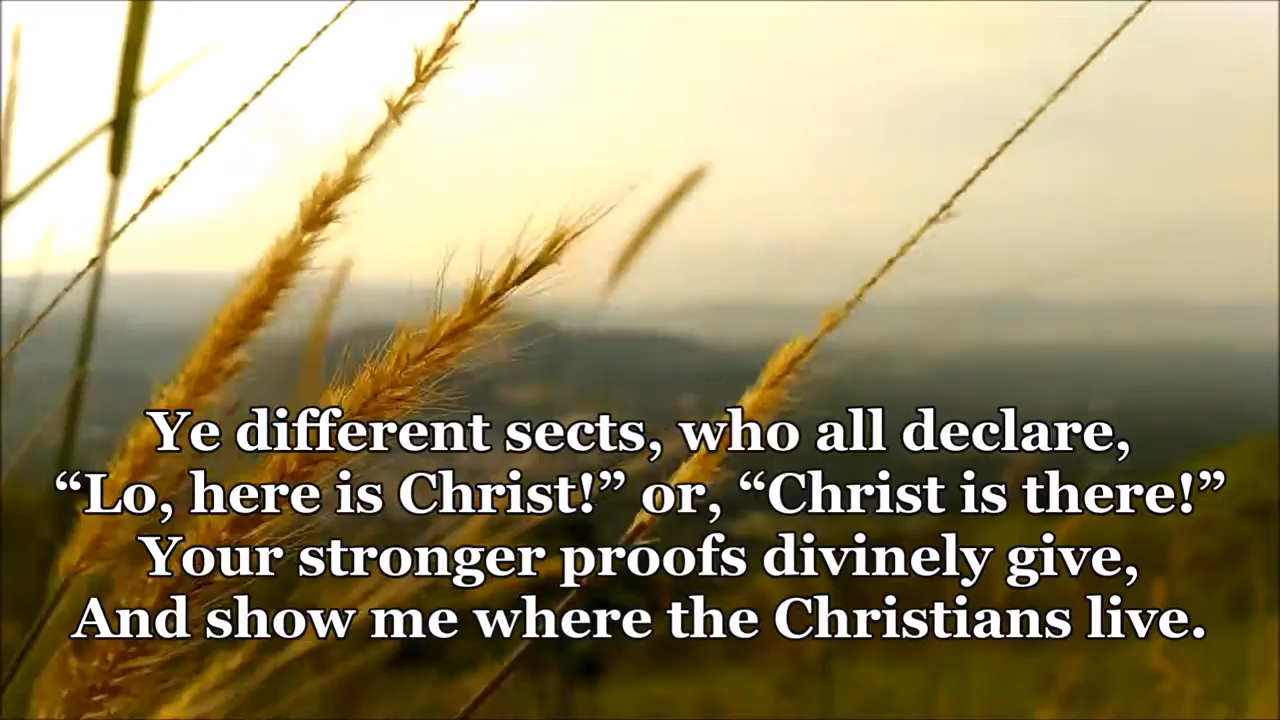 Ye different sects, who all declare,
“Lo, here is Christ!” or, “Christ is there!”
Your stronger proofs divinely give,
And show me where the Christians live.